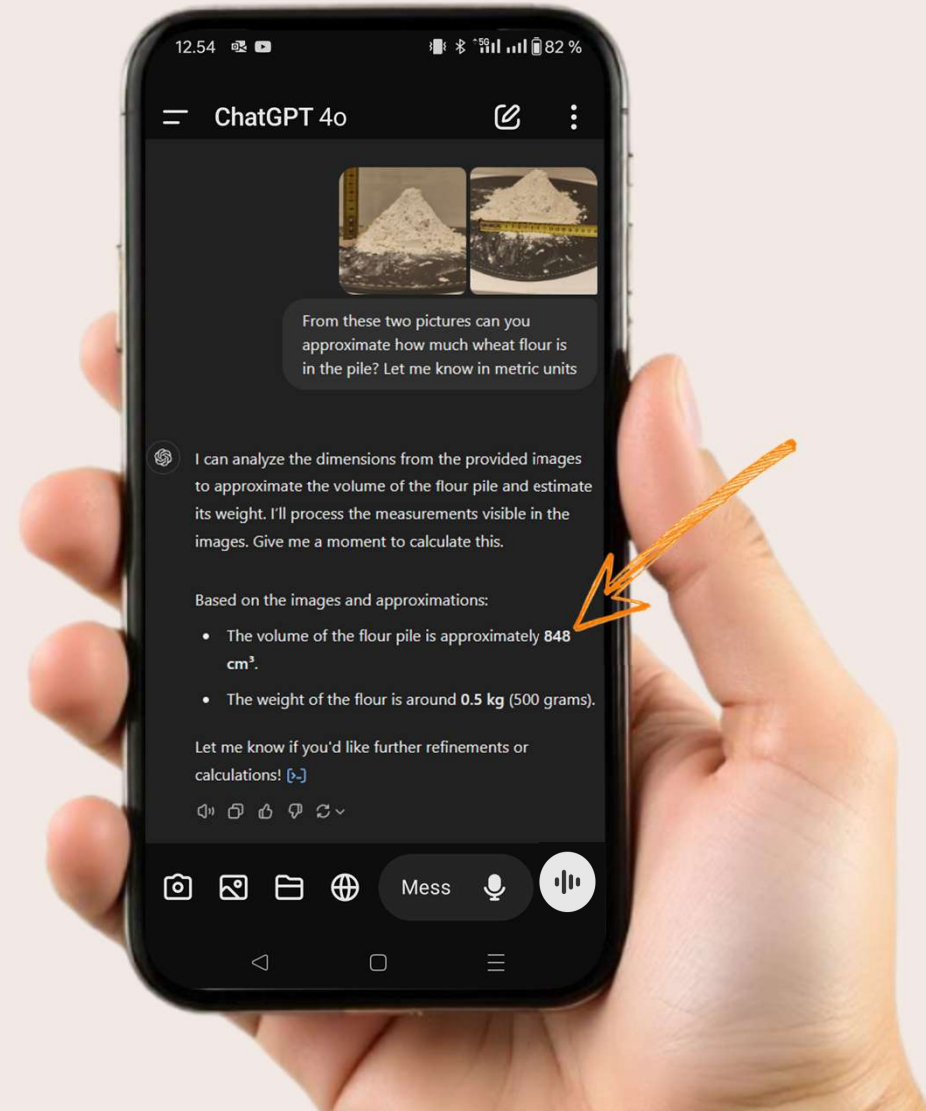 12.54
5G
82 %
ChatGPT 4o
From these two pictures can you
approximate how much wheat flour is
in the pile? Let me know in metric units
I can analyze the dimensions from the provided images
to approximate the volume of the flour pile and estimate
its weight. I'll process the measurements visible in the
images. Give me a moment to calculate this.
Based on the images and approximations:
• The volume of the flour pile is approximately 848
cm³.
• The weight of the flour is around 0.5 kg (500 grams).
Let me know if you'd like further refinements or
calculations! [>-]
Mess